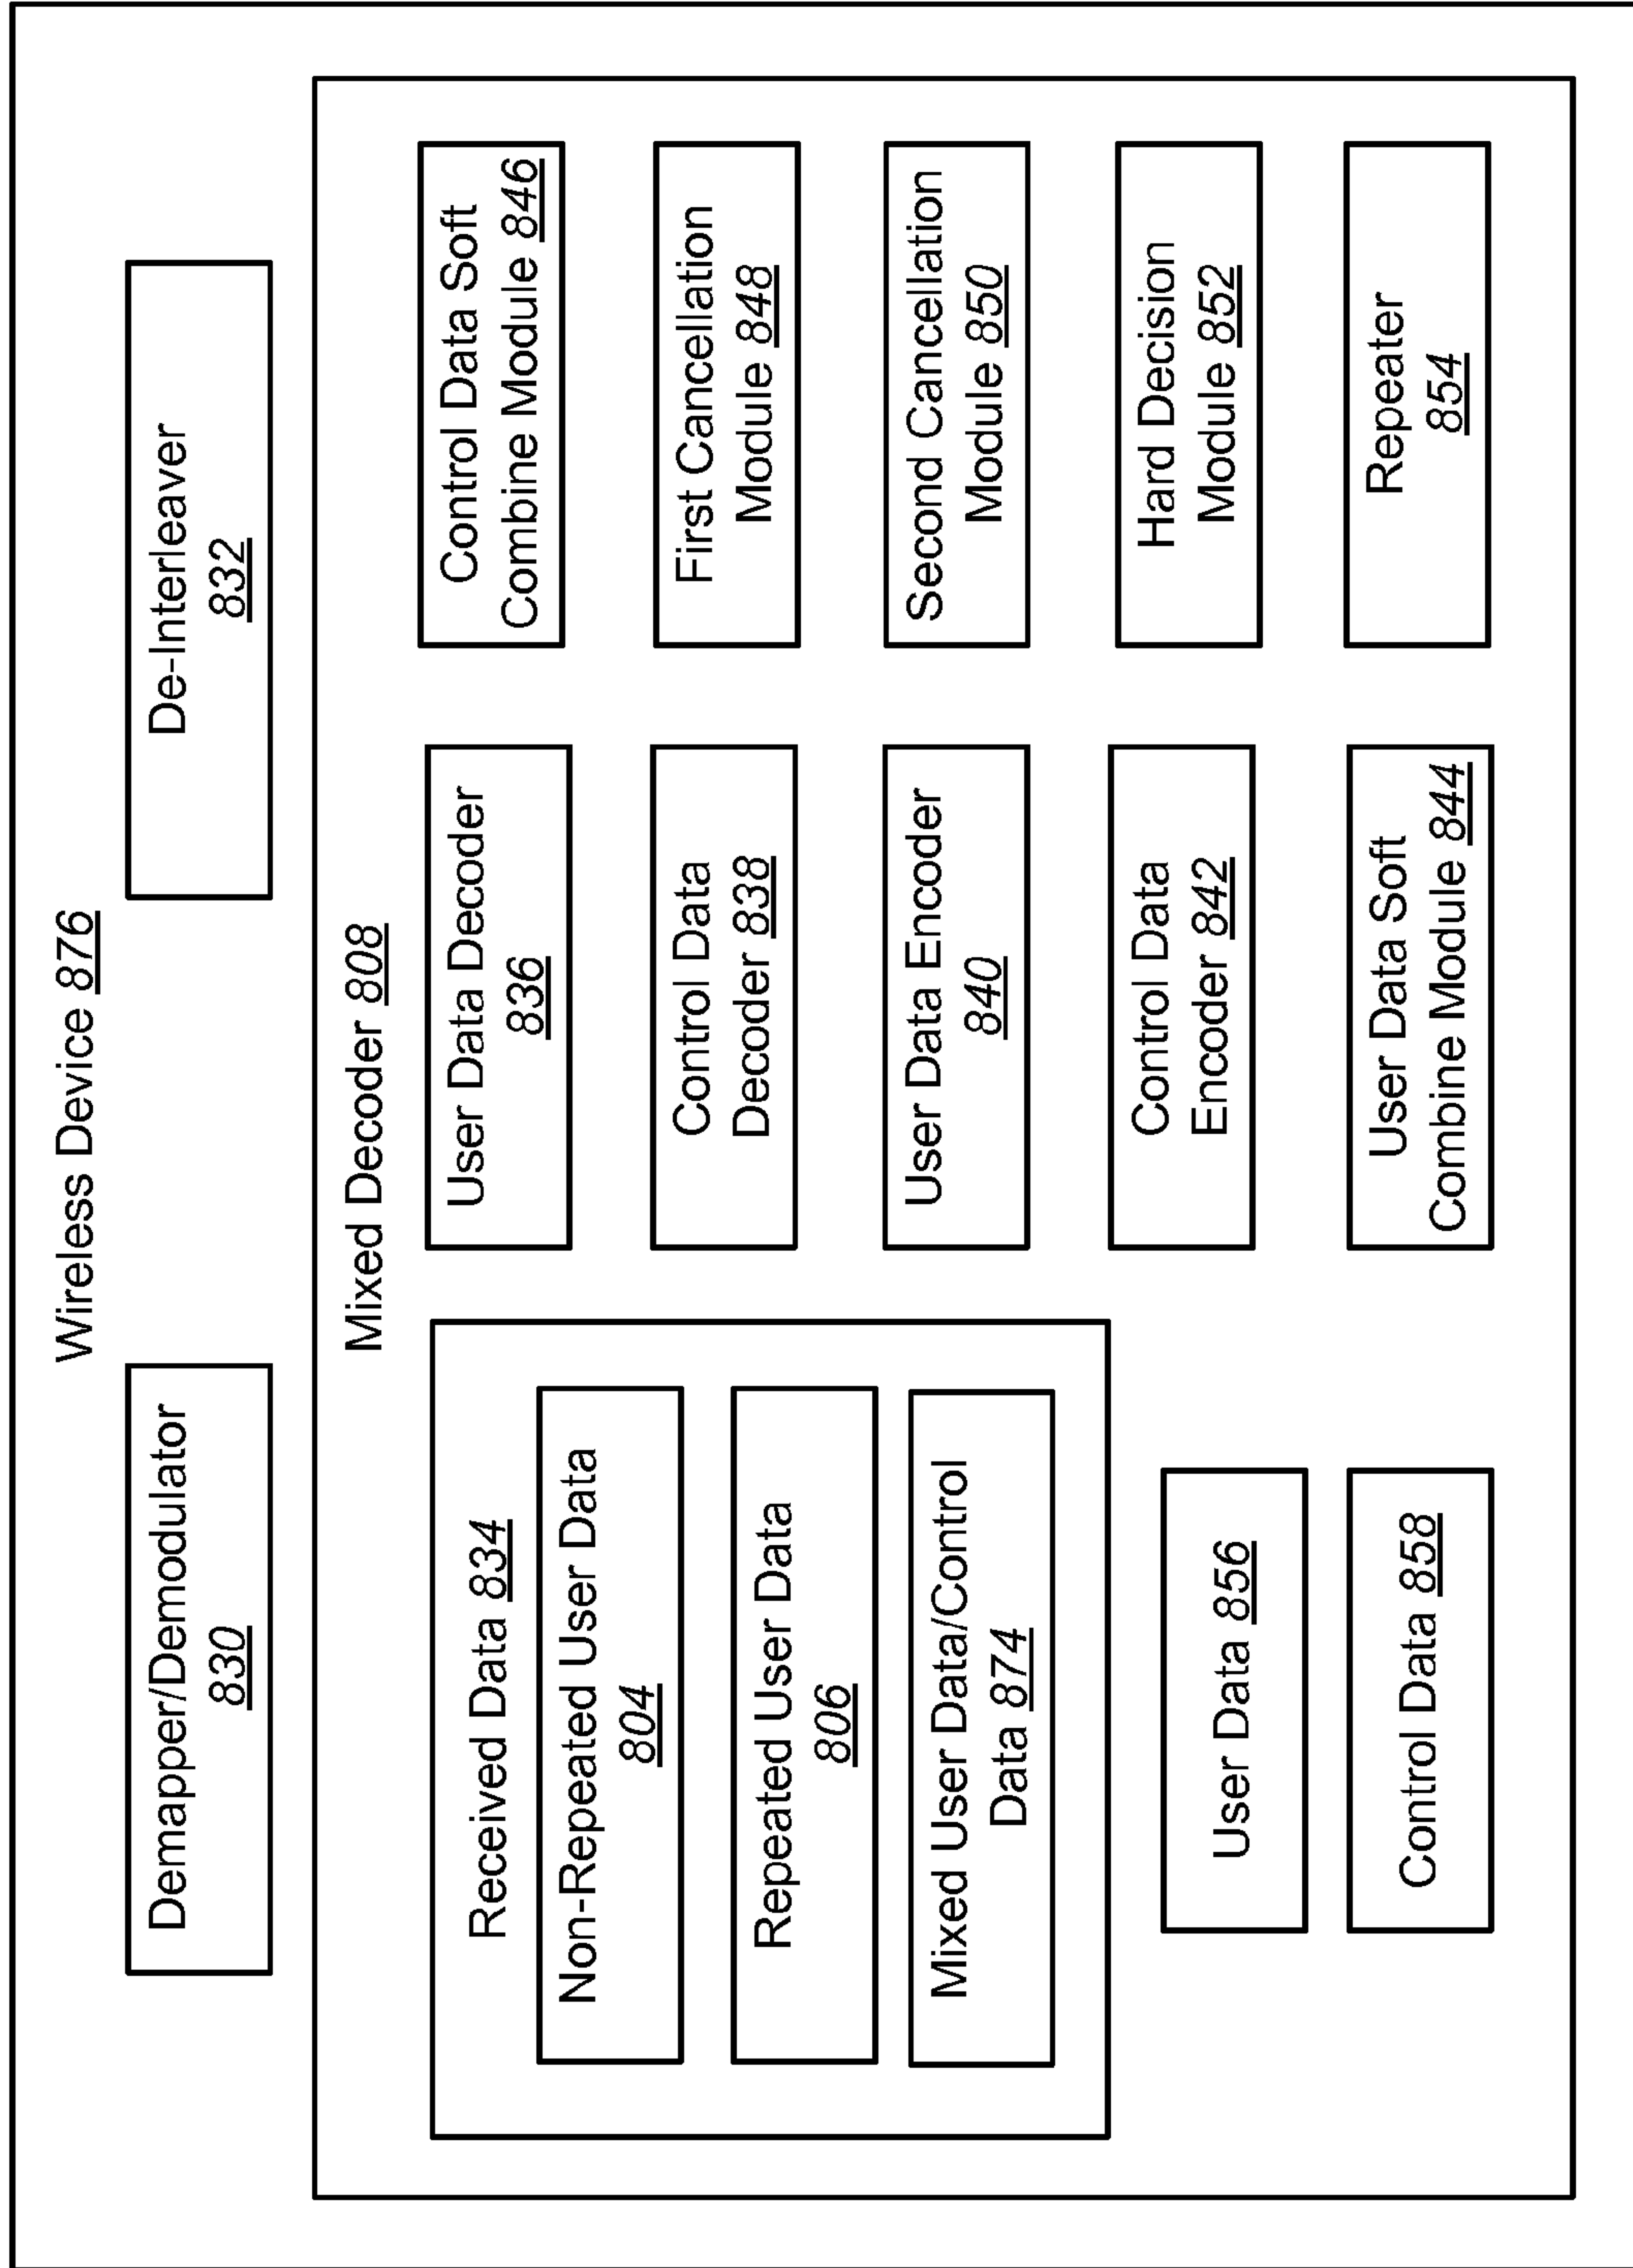 Wireless Device 876
Demapper/Demodulator
830
De-Interleaver
832
Mixed Decoder 808
Received Data 834
Non-Repeated User Data
804
Repeated User Data
806
Mixed User Data/Control
Data 874
User Data 856
Control Data 858
User Data Decoder
836
Control Data
Decoder 838
User Data Encoder
840
Control Data
Encoder 842
User Data Soft
Combine Module 844
Control Data Soft
Combine Module 846
First Cancellation
Module 848
Second Cancellation
Module 850
Hard Decision
Module 852
Repeater
854